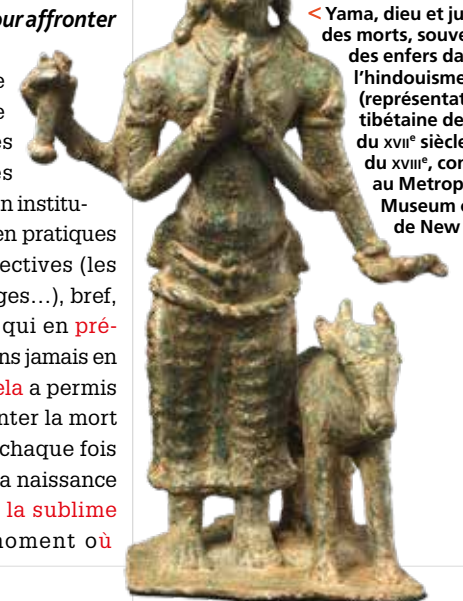 our affronter
e
e
s
s
n institu-
en pratiques
ectives (les
ges…), bref,
qui en pré-
ns jamais en
ela a permis
nter la mort
chaque fois
a naissance
la sublime
moment où
< Yama, dieu et ju
des morts, souve
des enfers da
l'hindouisme
(représentat
tibétaine de
du XVIIe siècle
du XVIIIe, con
au Metrop
Museum
de New